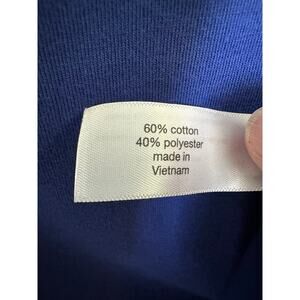 60% cotton
40% polyester
made in
Vietnam